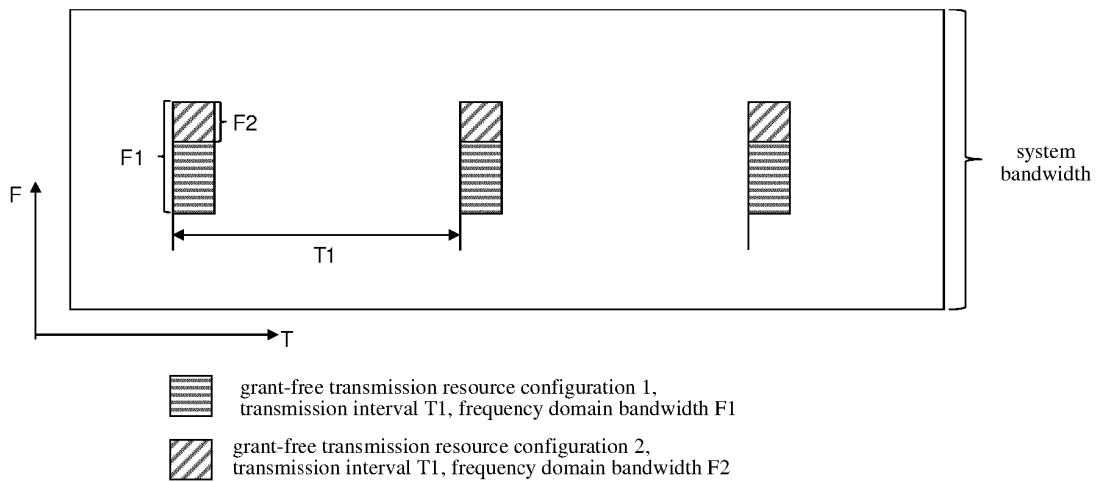 F2
F1
system
bandwidth
F
T1
T
grant-free transmission resource configuration 1,
transmission interval T1, frequency domain bandwidth F1
grant-free transmission resource configuration 2,
transmission interval T1, frequency domain bandwidth F2